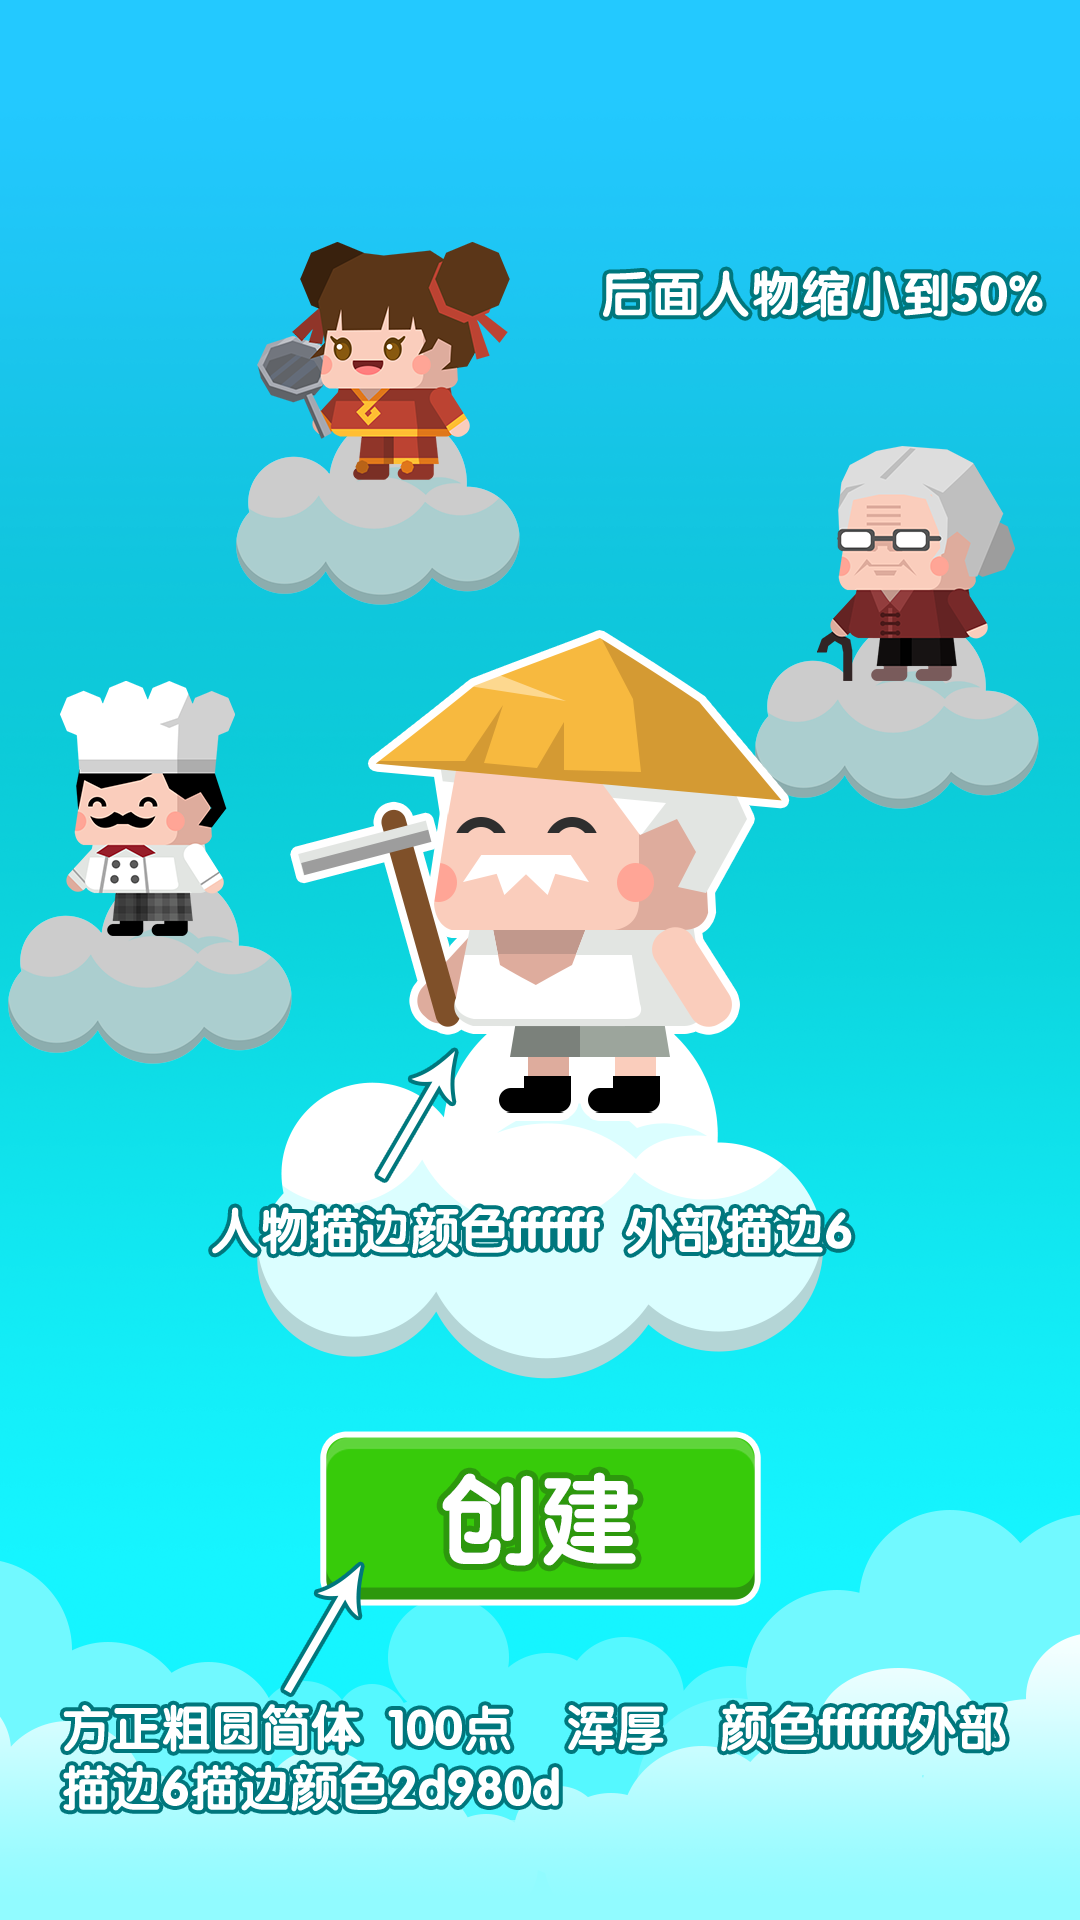 后面人物缩小到50%
人物描边颜色ffffff 外部描边6
创建
方正粗圆简体 100点 浑厚 颜色ffffff外部
描边6描边颜色2d980d